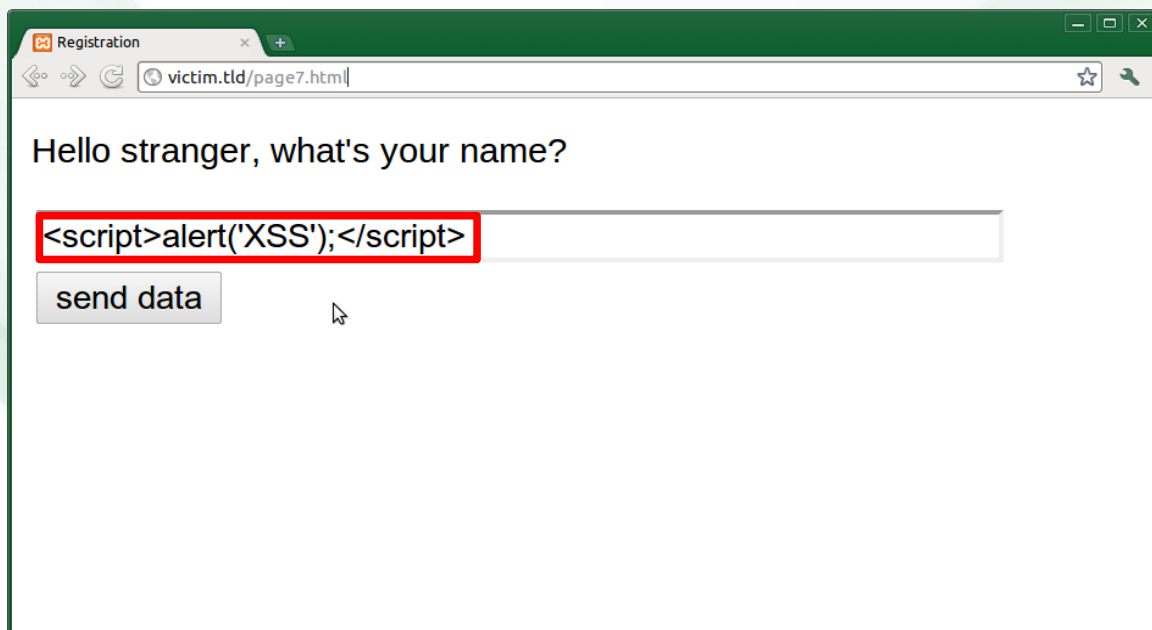 Registration
victim.tld/page7.html
Hello stranger, what's your name?
<script>alert('XSS');</script>
send data